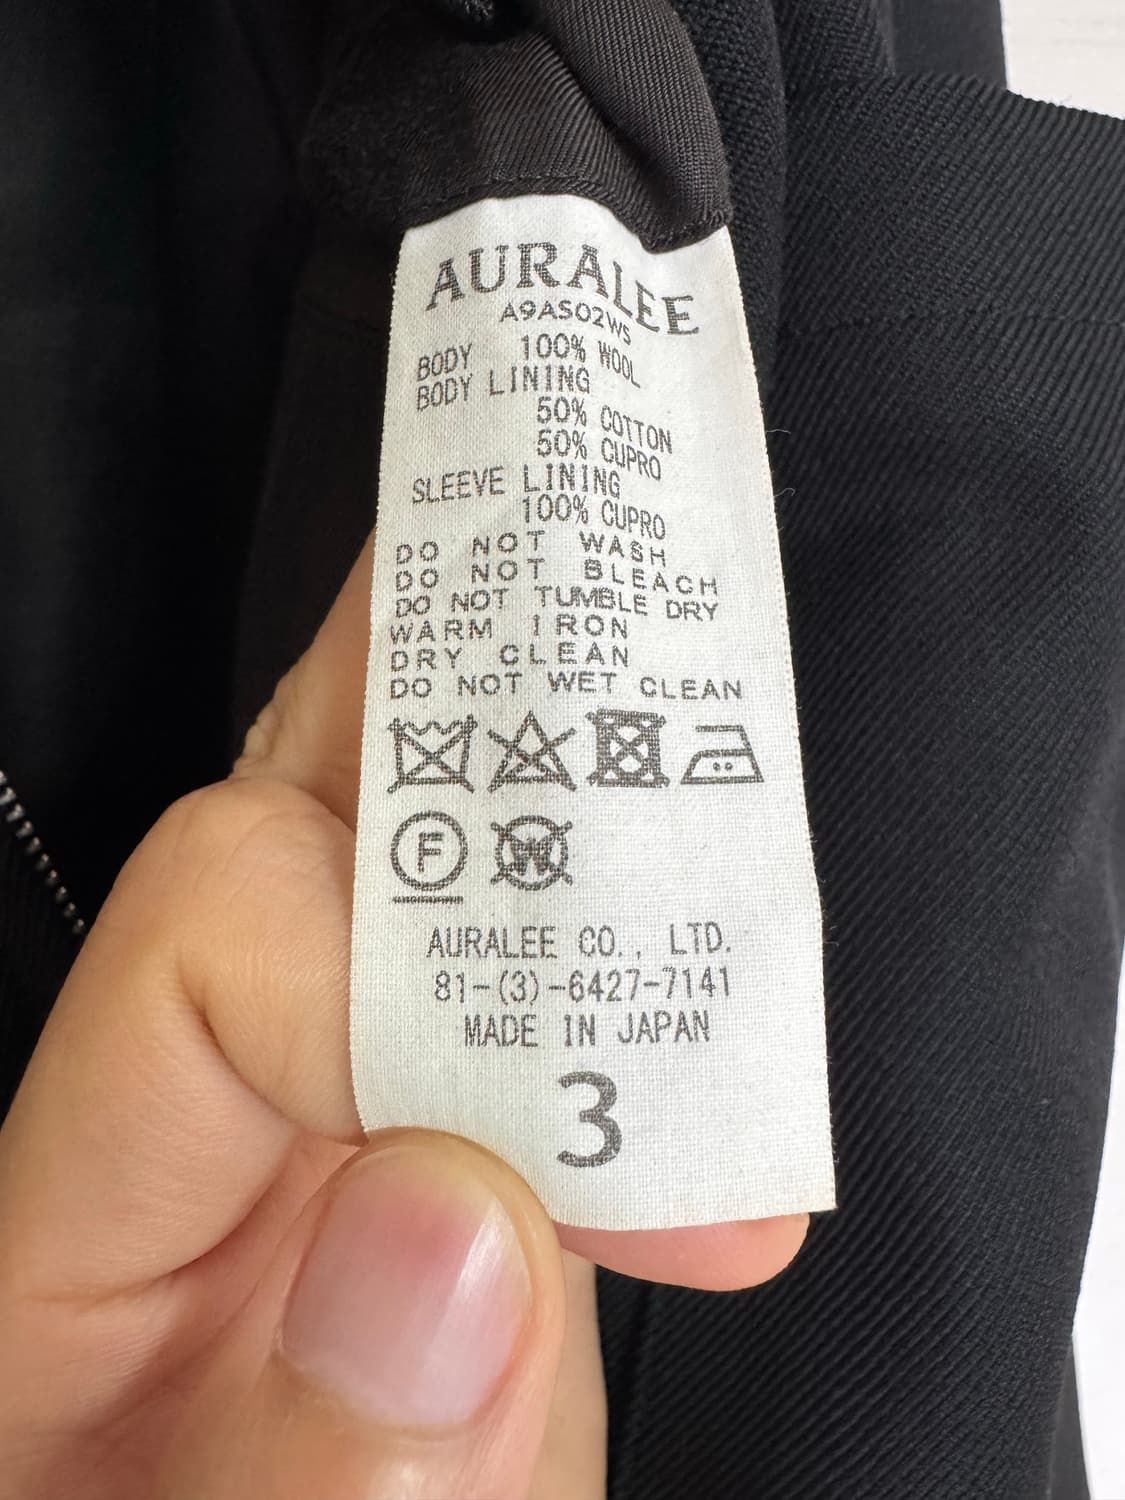 AURALEE
A9AS02WS
BODY 100% WOOL
BODY LINING
50% COTTON
50% CUPRO
SLEEVE LINING
100% CUPRO
DO NOT WASH
DO NOT BLEACH
DO NOT TUMBLE DRY
WARM IRON
DRY CLEAN
DO NOT WET CLEAN
F W
AURALEE CO., LTD.
81-(3)-6427-7141
MADE IN JAPAN
3